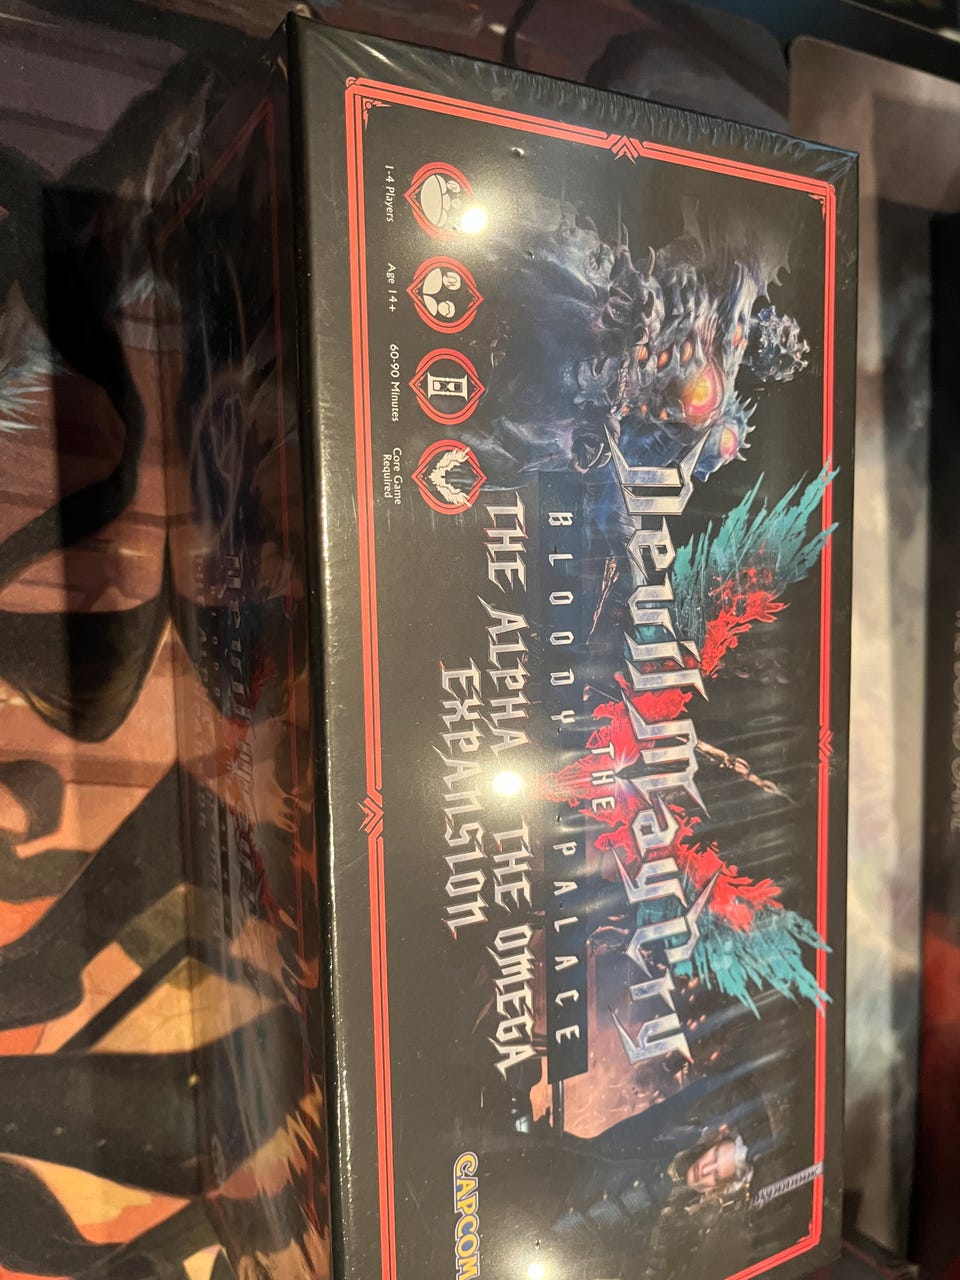 Devil May Cry
THE
BLOODY PALACE
THE ALPHA THE OMEGA
EXPANSION
1-4 Players
Age 14+
60-90 Minutes
Core Game
Required
CAPCOM